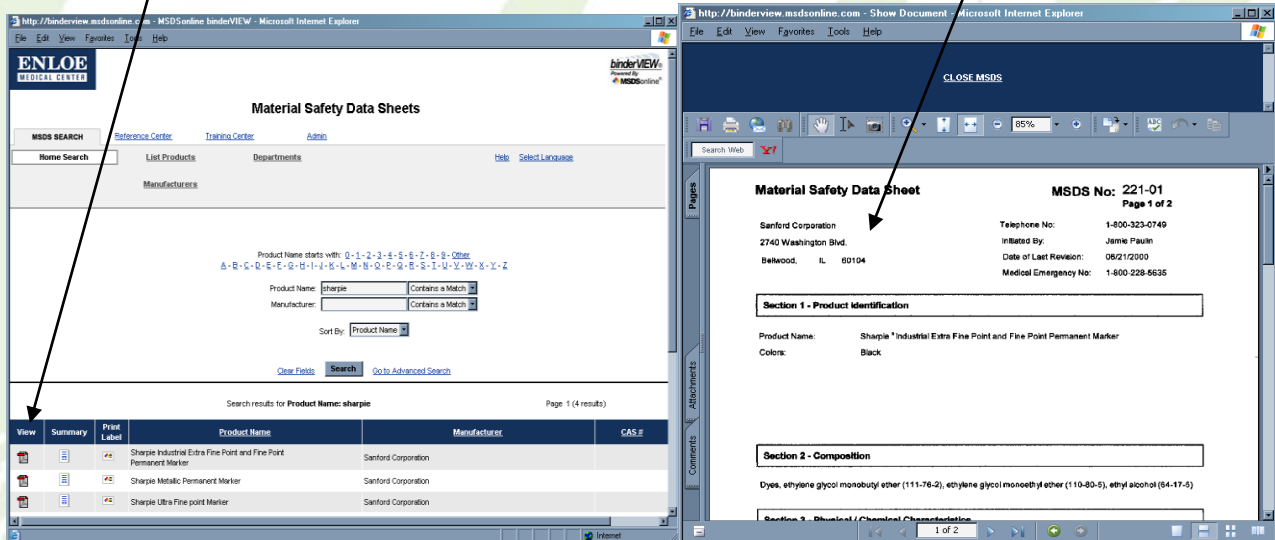 http://binderview.msdsonline.com - MSDSonline binderVIEW - Microsoft Internet Explorer
File Edit View Favorites Tools Help
ENLOE
MEDICAL CENTER
binderVIEW
Powered By
MSDSonline
Material Safety Data Sheets
MSDS SEARCH Reference Center Training Center Admin
Home Search List Products Departments Help Select Language
Manufacturers
Product Name starts with: 0 - 1 - 2 - 3 - 4 - 5 - 6 - 7 - 8 - 9 - Other
A - B - C - D - E - F - G - H - I - J - K - L - M - N - O - P - Q - R - S - T - U - V - W - X - Y - Z
Product Name: sharpie Contains a Match
Manufacturer: Contains a Match
Sort By: Product Name
Clear Fields Search Go to Advanced Search
Search results for Product Name: sharpie Page 1 (4 results)
View Summary Print Label Product Name Manufacturer CAS #
Sharpie Industrial Extra Fine Point and Fine Point
Permanent Marker Sanford Corporation
Sharpie Metallic Permanent Marker Sanford Corporation
Sharpie Ultra Fine point Marker Sanford Corporation
Internet
http://binderview.msdsonline.com - Show Document - Microsoft Internet Explorer
File Edit View Favorites Tools Help
CLOSE MSDS
85%
Search Web Y!
Pages
Attachments
Comments
Material Safety Data Sheet MSDS No: 221-01
Page 1 of 2
Sanford Corporation Telephone No: 1-800-323-0749
2740 Washington Blvd. Initiated By: Jamie Paulin
Bellwood, IL 60104 Date of Last Revision: 06/21/2000
Medical Emergency No: 1-800-228-5635
Section 1 - Product Identification
Product Name: Sharpie ® Industrial Extra Fine Point and Fine Point Permanent Marker
Colors: Black
Section 2 - Composition
Dyes, ethylene glycol monobutyl ether (111-76-2), ethylene glycol monoethyl ether (110-80-5), ethyl alcohol (64-17-5)
Section 3 - Physical / Chemical Characteristics
1 of 2